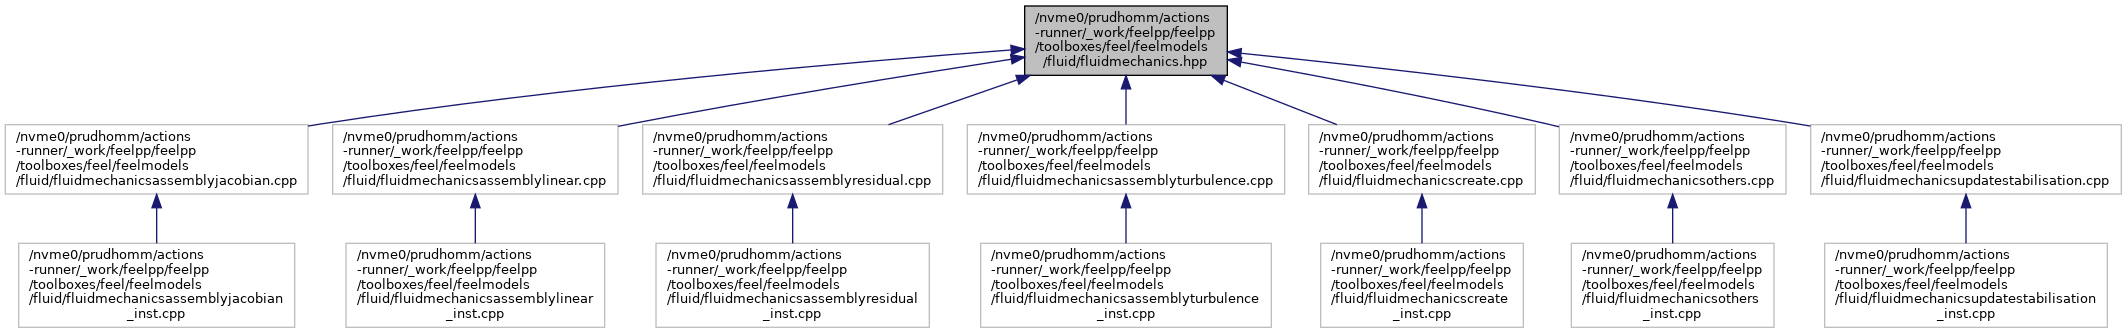 /nvme0/prudhomm/actions
-runner/_work/feelpp/feelpp
/toolboxes/feel/feelmodels
/fluid/fluidmechanics.hpp
/nvme0/prudhomm/actions
-runner/_work/feelpp/feelpp
/toolboxes/feel/feelmodels
/fluid/fluidmechanicsassemblyjacobian.cpp
/nvme0/prudhomm/actions
-runner/_work/feelpp/feelpp
/toolboxes/feel/feelmodels
/fluid/fluidmechanicsassemblylinear.cpp
/nvme0/prudhomm/actions
-runner/_work/feelpp/feelpp
/toolboxes/feel/feelmodels
/fluid/fluidmechanicsassemblyresidual.cpp
/nvme0/prudhomm/actions
-runner/_work/feelpp/feelpp
/toolboxes/feel/feelmodels
/fluid/fluidmechanicsassemblyturbulence.cpp
/nvme0/prudhomm/actions
-runner/_work/feelpp/feelpp
/toolboxes/feel/feelmodels
/fluid/fluidmechanicscreate.cpp
/nvme0/prudhomm/actions
-runner/_work/feelpp/feelpp
/toolboxes/feel/feelmodels
/fluid/fluidmechanicsothers.cpp
/nvme0/prudhomm/actions
-runner/_work/feelpp/feelpp
/toolboxes/feel/feelmodels
/fluid/fluidmechanicsupdatestabilisation.cpp
/nvme0/prudhomm/actions
-runner/_work/feelpp/feelpp
/toolboxes/feel/feelmodels
/fluid/fluidmechanicsassemblyjacobian
_inst.cpp
/nvme0/prudhomm/actions
-runner/_work/feelpp/feelpp
/toolboxes/feel/feelmodels
/fluid/fluidmechanicsassemblylinear
_inst.cpp
/nvme0/prudhomm/actions
-runner/_work/feelpp/feelpp
/toolboxes/feel/feelmodels
/fluid/fluidmechanicsassemblyresidual
_inst.cpp
/nvme0/prudhomm/actions
-runner/_work/feelpp/feelpp
/toolboxes/feel/feelmodels
/fluid/fluidmechanicsassemblyturbulence
_inst.cpp
/nvme0/prudhomm/actions
-runner/_work/feelpp/feelpp
/toolboxes/feel/feelmodels
/fluid/fluidmechanicscreate
_inst.cpp
/nvme0/prudhomm/actions
-runner/_work/feelpp/feelpp
/toolboxes/feel/feelmodels
/fluid/fluidmechanicsothers
_inst.cpp
/nvme0/prudhomm/actions
-runner/_work/feelpp/feelpp
/toolboxes/feel/feelmodels
/fluid/fluidmechanicsupdatestabilisation
_inst.cpp